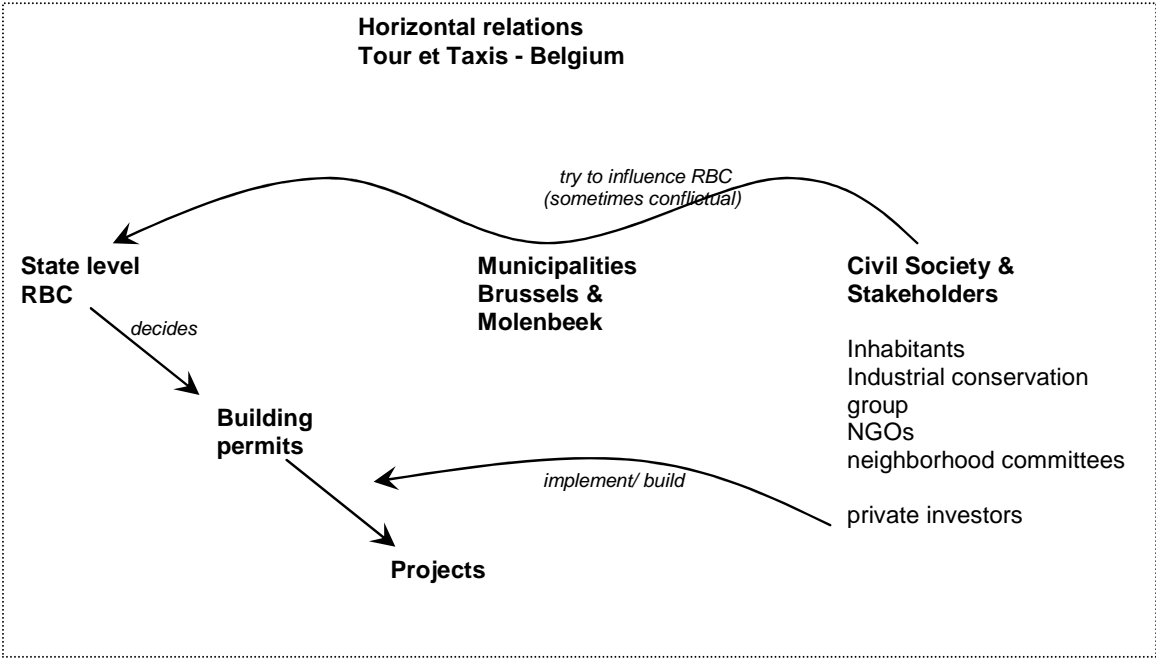 Horizontal relations
Tour et Taxis - Belgium
try to influence RBC
(sometimes conflictual)
State level
RBC
Municipalities
Brussels &
Molenbeek
Civil Society &
Stakeholders
decides
Inhabitants
Industrial conservation
group
NGOs
neighborhood committees
Building
permits
implement/ build
private investors
Projects